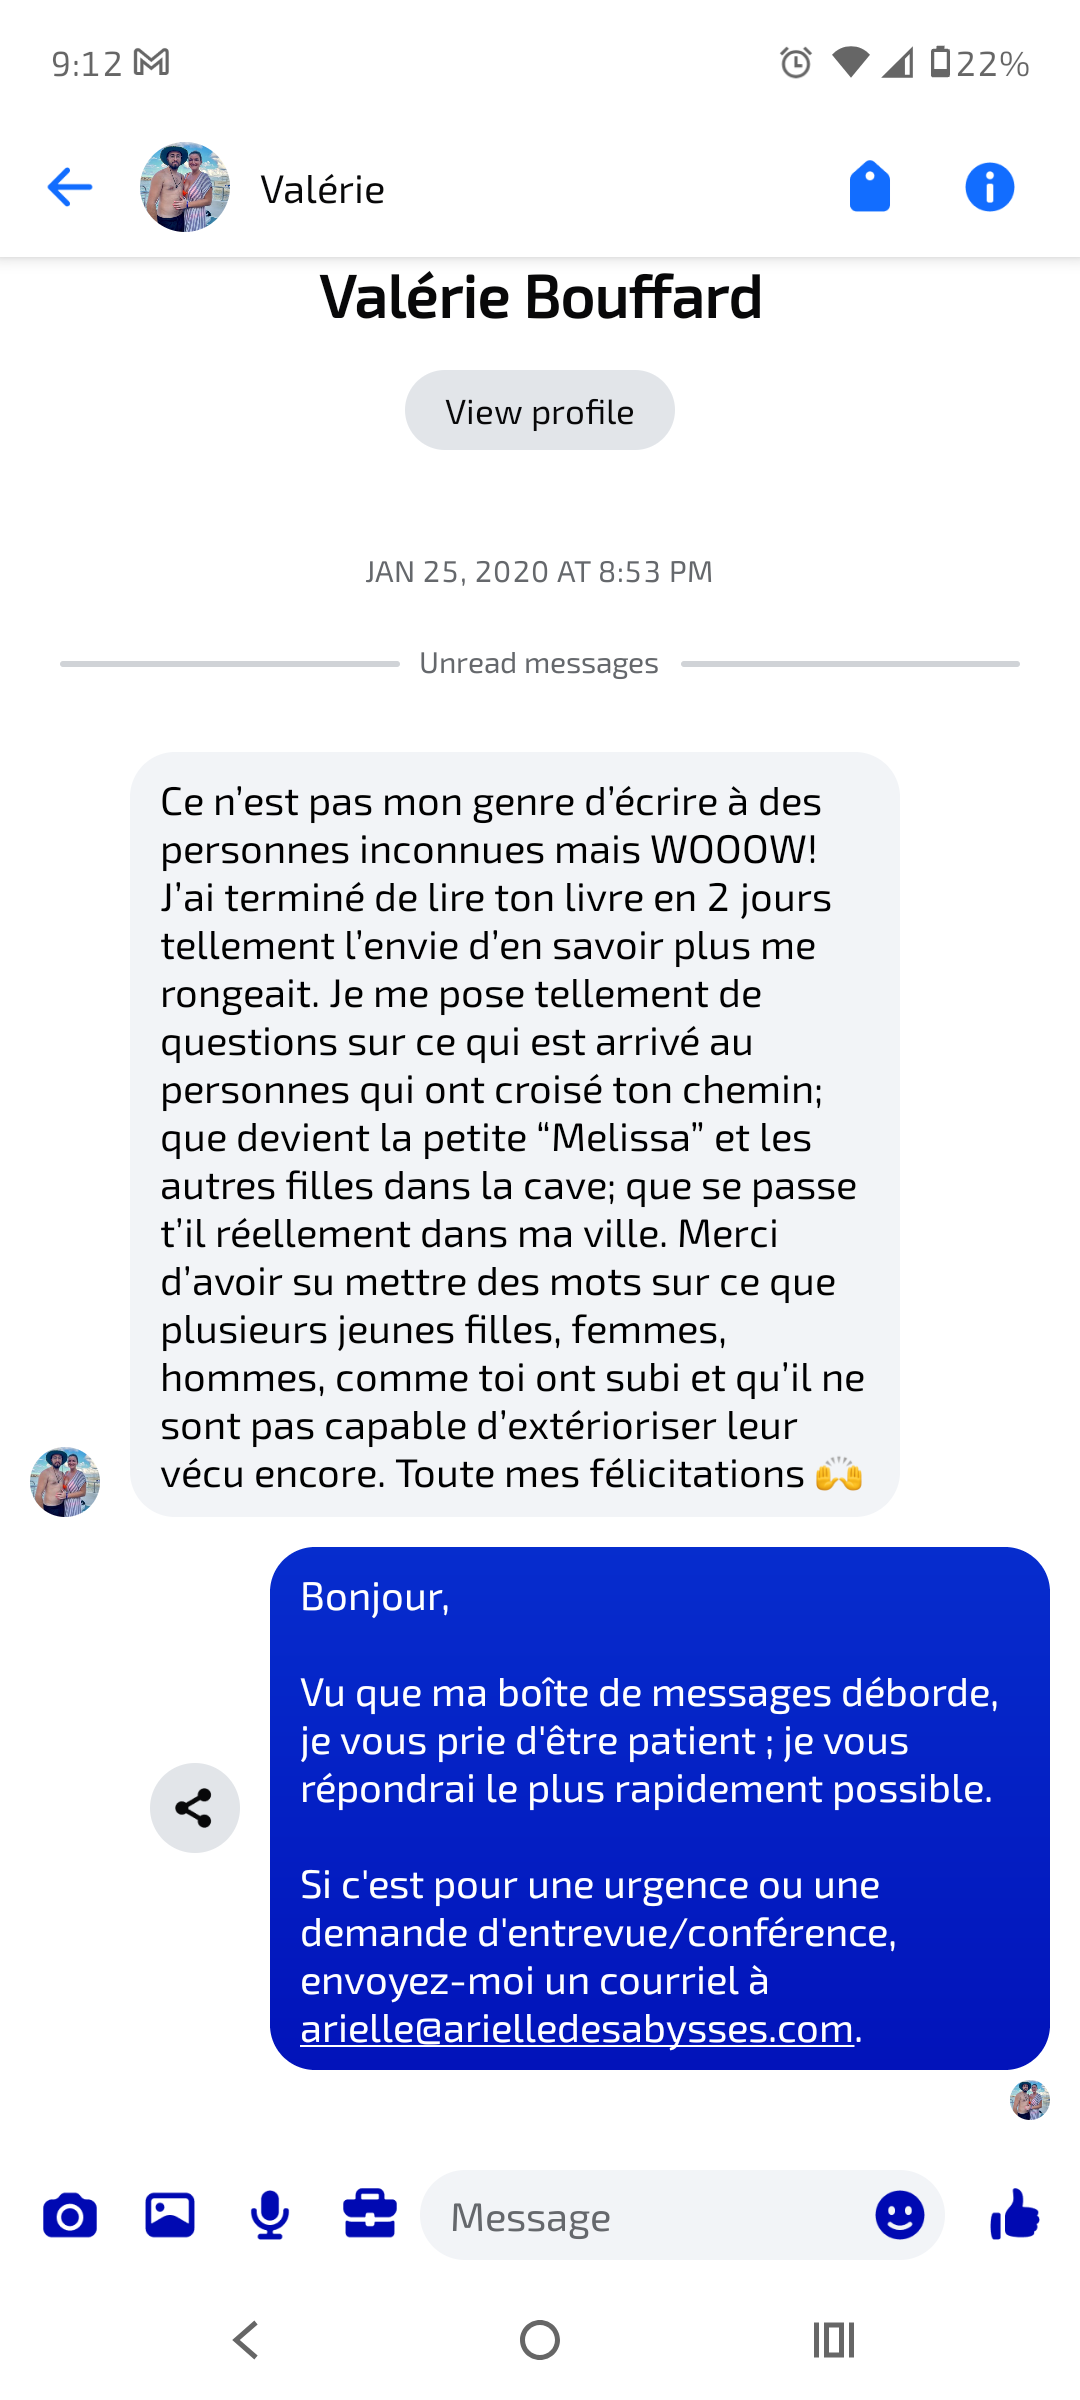 9:12
22%
Valérie
Valérie Bouffard
View profile
JAN 25, 2020 AT 8:53 PM
Unread messages
Ce n’est pas mon genre d’écrire à des
personnes inconnues mais WOOOW!
J’ai terminé de lire ton livre en 2 jours
tellement l’envie d’en savoir plus me
rongeait. Je me pose tellement de
questions sur ce qui est arrivé au
personnes qui ont croisé ton chemin;
que devient la petite “Melissa” et les
autres filles dans la cave; que se passe
t’il réellement dans ma ville. Merci
d’avoir su mettre des mots sur ce que
plusieurs jeunes filles, femmes,
hommes, comme toi ont subi et qu’il ne
sont pas capable d’extérioriser leur
vécu encore. Toute mes félicitations 🙌
Bonjour,
Vu que ma boîte de messages déborde,
je vous prie d'être patient ; je vous
répondrai le plus rapidement possible.
Si c'est pour une urgence ou une
demande d'entrevue/conférence,
envoyez-moi un courriel à
arielle@arielledesabysses.com.
Message